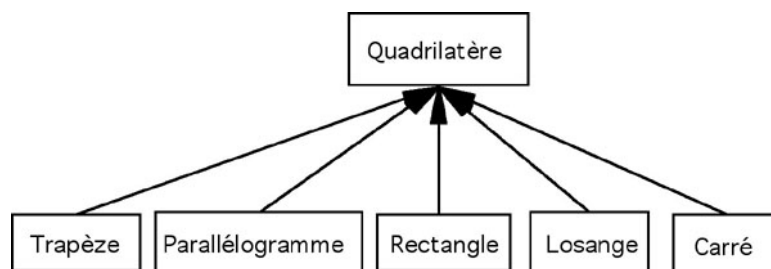 Quadrilatère
Trapèze
Parallélogramme
Rectangle
Losange
Carré